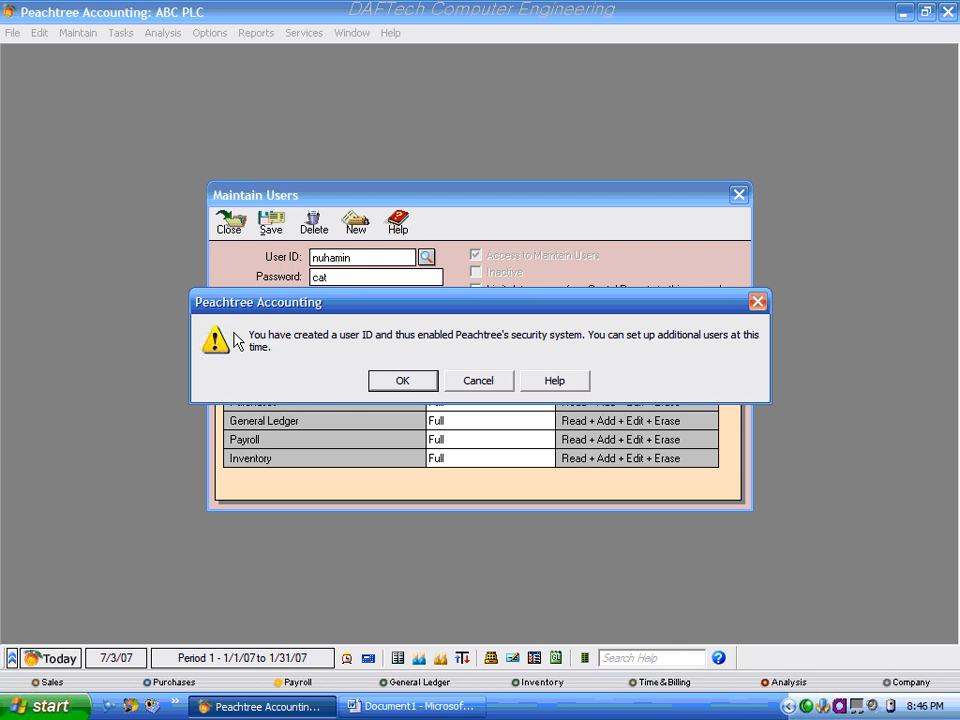 Peachtree Accounting: ABC PLC
DAFTech Computer Engineering
File Edit Maintain Tasks Analysis Options Reports Services Window Help
Maintain Users
Close Save Delete New Help
User ID: nuhamin
Access to Maintain Users
Password: cat
Inactive
Peachtree Accounting
You have created a user ID and thus enabled Peachtree's security system. You can set up additional users at this
time.
OK Cancel Help
General Ledger Full Read + Add + Edit + Erase
Payroll Full Read + Add + Edit + Erase
Inventory Full Read + Add + Edit + Erase
Today 7/3/07 Period 1 - 1/1/07 to 1/31/07 Search Help
Sales Purchases Payroll General Ledger Inventory Time & Billing Analysis Company
start Peachtree Accountin... Document1 - Microsof... 8:46 PM